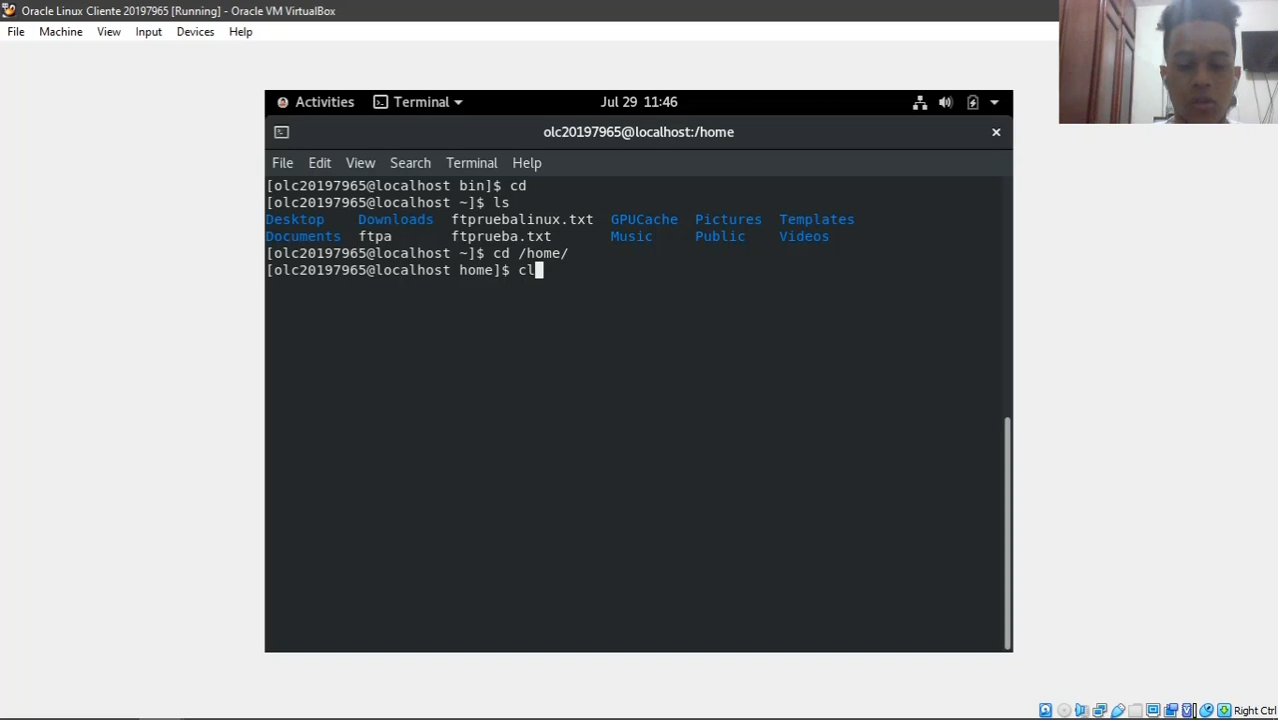 Oracle Linux Cliente 20197965 [Running] - Oracle VM VirtualBox
File Machine View Input Devices Help
Activities Terminal Jul 29 11:46
olc20197965@localhost:/home
File Edit View Search Terminal Help
[olc20197965@localhost bin]$ cd
[olc20197965@localhost ~]$ ls
Desktop Downloads ftpruebalinux.txt GPUCache Pictures Templates
Documents ftpa ftprueba.txt Music Public Videos
[olc20197965@localhost ~]$ cd /home/
[olc20197965@localhost home]$ cl
Right Ctrl